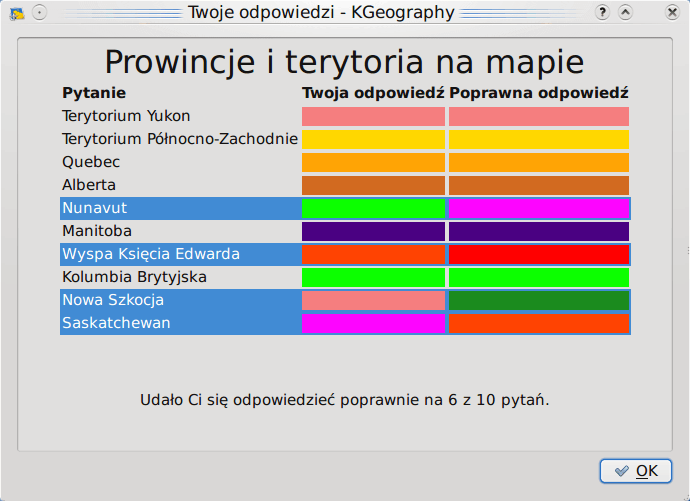 Twoje odpowiedzi - KGeography
Prowincje i terytoria na mapie
Pytanie Twoja odpowiedź Poprawna odpowiedź
Terytorium Yukon
Terytorium Północno-Zachodnie
Quebec
Alberta
Nunavut
Manitoba
Wyspa Księcia Edwarda
Kolumbia Brytyjska
Nowa Szkocja
Saskatchewan
Udało Ci się odpowiedzieć poprawnie na 6 z 10 pytań.
OK